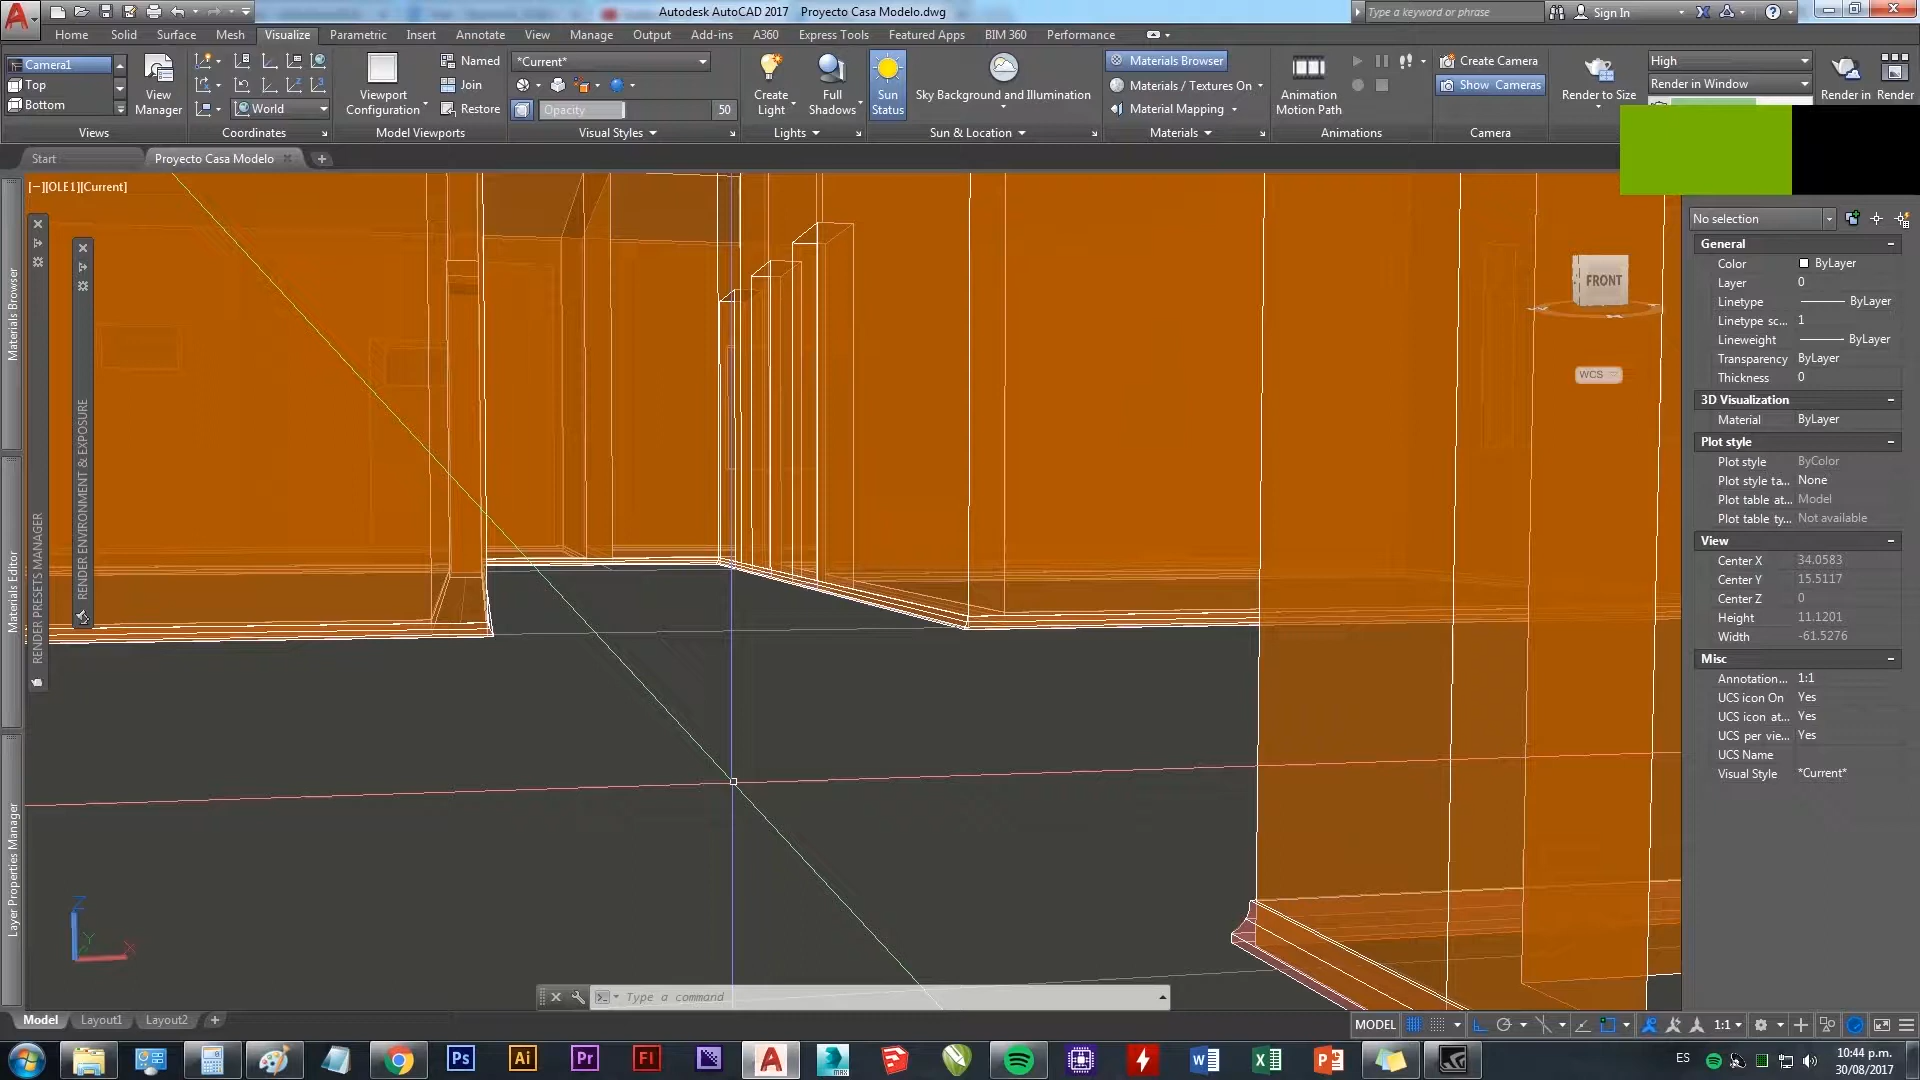 Autodesk AutoCAD 2017 Proyecto Casa Modelo.dwg
Type a keyword or phrase
Sign In
Home Solid Surface Mesh Visualize Parametric Insert Annotate View Manage Output Add-ins A360 Express Tools Featured Apps BIM 360 Performance
Camera1
Top
Bottom
View
Manager
Views
World
Coordinates
Viewport
Configuration
Named
Join
Restore
Model Viewports
*Current*
Opacity 50
Visual Styles
Create
Light
Full
Shadows
Lights
Sun
Status
Sky Background and Illumination
Sun & Location
Materials Browser
Materials / Textures On
Material Mapping
Materials
Animation
Motion Path
Animations
Create Camera
Show Cameras
Camera
Render to Size
High
Render in Window
Render in
Render
Start
Proyecto Casa Modelo
[−][OLE1][Current]
Materials Browser
Materials Editor
Layer Properties Manager
RENDER PRESETS MANAGER
RENDER ENVIRONMENT & EXPOSURE
FRONT
WCS
Z
Y
X
No selection
General
Color ByLayer
Layer 0
Linetype ByLayer
Linetype sc... 1
Lineweight ByLayer
Transparency ByLayer
Thickness 0
3D Visualization
Material ByLayer
Plot style
Plot style ByColor
Plot style ta... None
Plot table at... Model
Plot table ty... Not available
View
Center X 34.0583
Center Y 15.5117
Center Z 0
Height 11.1201
Width -61.5276
Misc
Annotation... 1:1
UCS icon On Yes
UCS icon at... Yes
UCS per vie... Yes
UCS Name
Visual Style *Current*
Type a command
Model Layout1 Layout2
MODEL
1:1
Ps Ai Pr Fl
MAX
ES
10:44 p.m.
30/08/2017